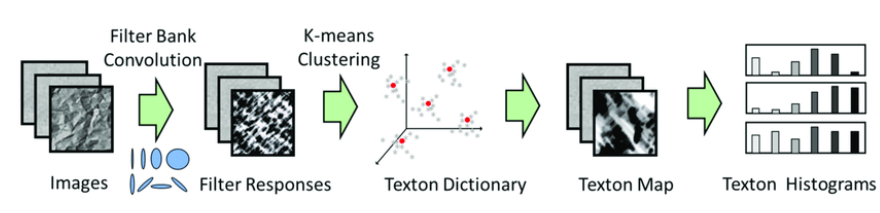 Filter Bank
Convolution
K-means
Clustering
Images
Filter Responses
Texton Dictionary
Texton Map
Texton Histograms